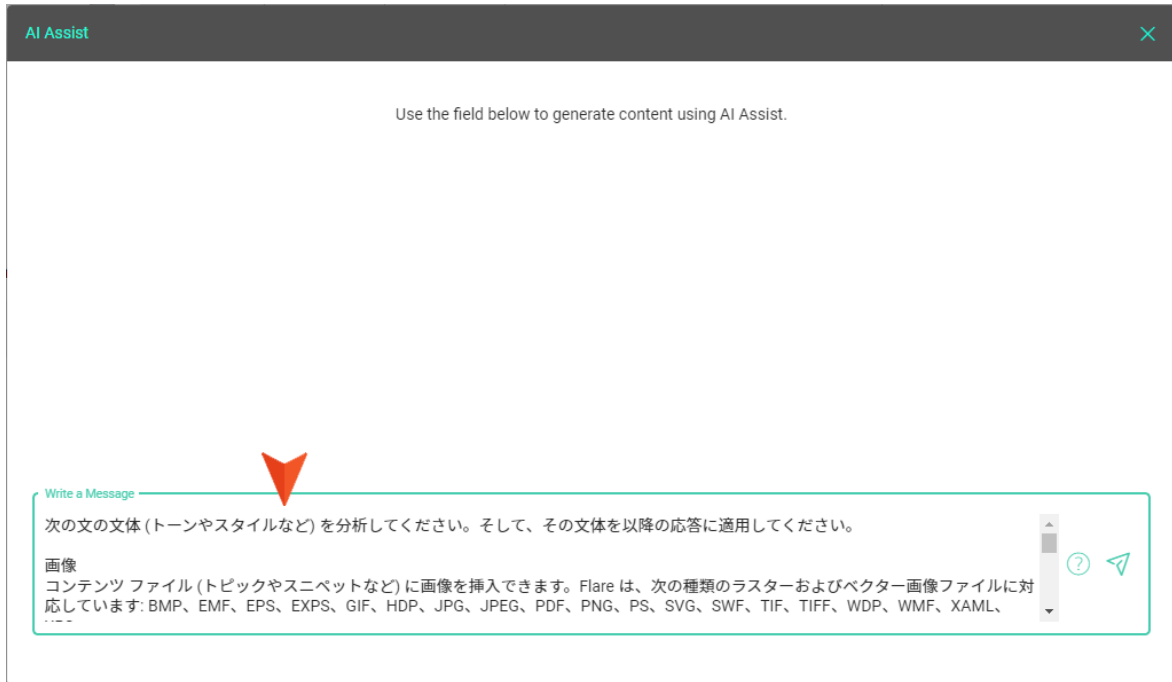 AI Assist
Use the field below to generate content using AI Assist.
Write a Message
次の文の文体 (トーンやスタイルなど) を分析してください。そして、その文体を以降の応答に適用してください。
画像
コンテンツ ファイル (トピックやスニペットなど) に画像を挿入できます。Flare は、次の種類のラスターおよびベクター画像ファイルに対
応しています: BMP、EMF、EPS、EXPS、GIF、HDP、JPG、JPEG、PDF、PNG、PS、SVG、SWF、TIF、TIFF、WDP、WMF、XAML、